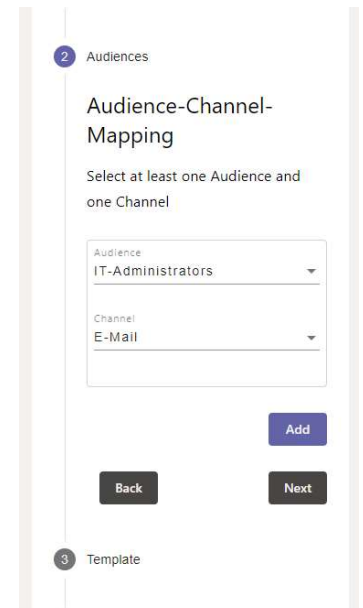 2 Audiences
Audience-Channel-
Mapping
Select at least one Audience and
one Channel
Audience
IT-Administrators
Channel
E-Mail
Add
Back Next
3 Template